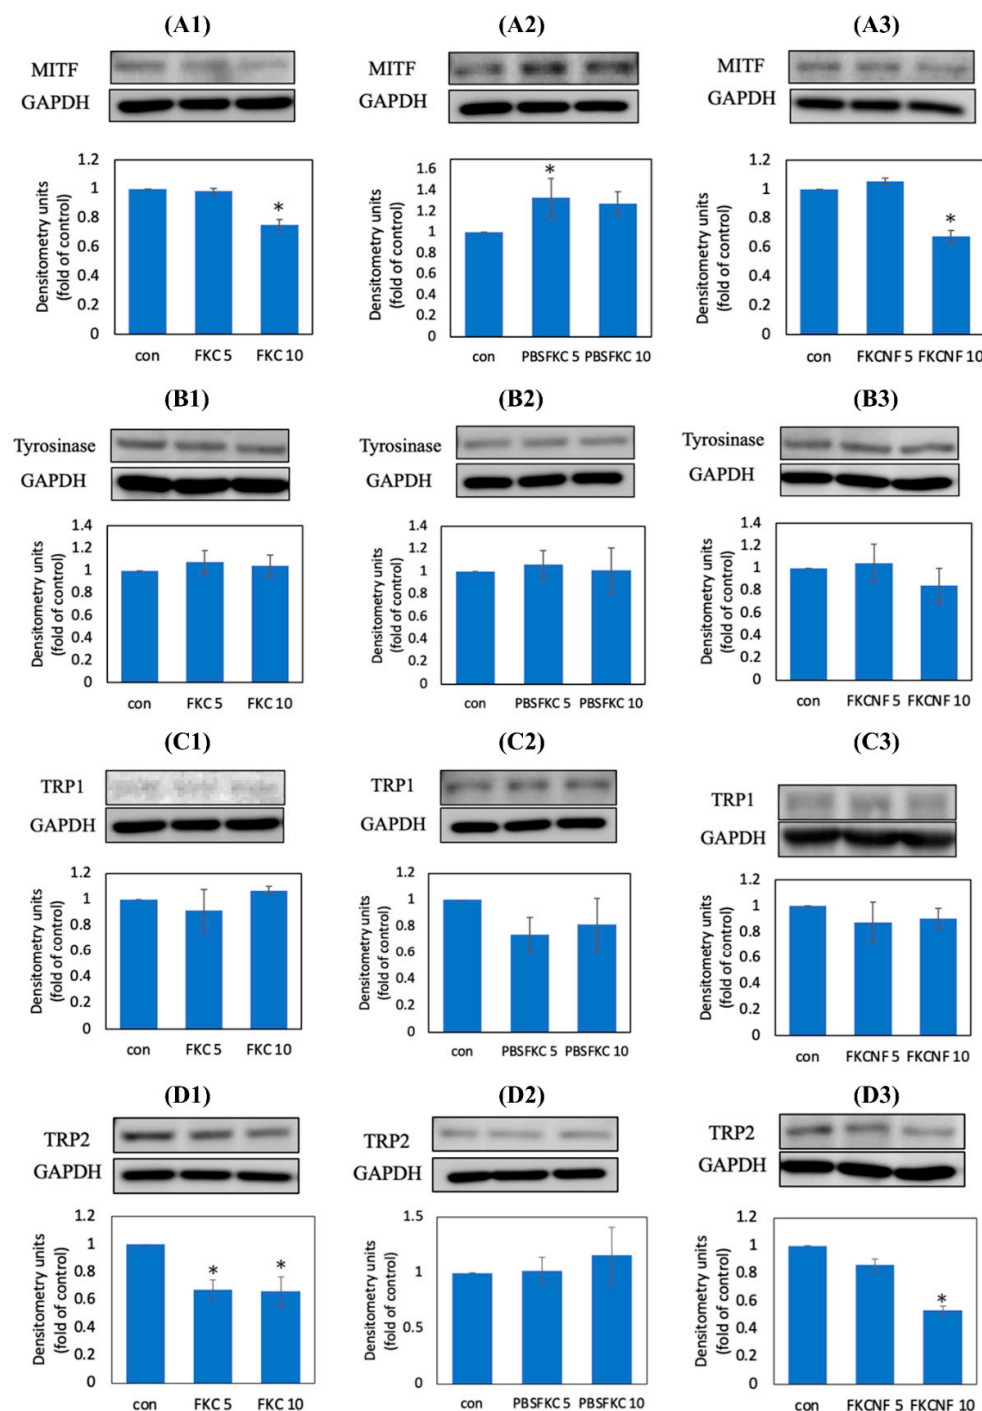 (A1)
MITF
GAPDH
Densitometry units
(fold of control)
1.2
1
0.8
0.6
0.4
0.2
0
*
con FKC 5 FKC 10
(A2)
MITF
GAPDH
Densitometry units
(fold of control)
1.6
1.4
1.2
1
0.8
0.6
0.4
0.2
0
*
con PBSFKC 5 PBSFKC 10
(A3)
MITF
GAPDH
Densitometry units
(fold of control)
1.2
1
0.8
0.6
0.4
0.2
0
*
con FKCNF 5 FKCNF 10
(B1)
Tyrosinase
GAPDH
Densitometry units
(fold of control)
1.4
1.2
1
0.8
0.6
0.4
0.2
0
con FKC 5 FKC 10
(B2)
Tyrosinase
GAPDH
Densitometry units
(fold of control)
1.4
1.2
1
0.8
0.6
0.4
0.2
0
con PBSFKC 5 PBSFKC 10
(B3)
Tyrosinase
GAPDH
Densitometry units
(fold of control)
1.4
1.2
1
0.8
0.6
0.4
0.2
0
con FKCNF 5 FKCNF 10
(C1)
TRP1
GAPDH
Densitometry units
(fold of control)
1.2
1
0.8
0.6
0.4
0.2
0
con FKC 5 FKC 10
(C2)
TRP1
GAPDH
Densitometry units
(fold of control)
1.2
1
0.8
0.6
0.4
0.2
0
con PBSFKC 5 PBSFKC 10
(C3)
TRP1
GAPDH
Densitometry units
(fold of control)
1.2
1
0.8
0.6
0.4
0.2
0
con FKCNF 5 FKCNF 10
(D1)
TRP2
GAPDH
Densitometry units
(fold of control)
1.2
1
0.8
0.6
0.4
0.2
0
* *
con FKC 5 FKC 10
(D2)
TRP2
GAPDH
Densitometry units
(fold of control)
1.5
1
0.5
0
con PBSFKC 5 PBSFKC 10
(D3)
TRP2
GAPDH
Densitometry units
(fold of control)
1.2
1
0.8
0.6
0.4
0.2
0
*
con FKCNF 5 FKCNF 10